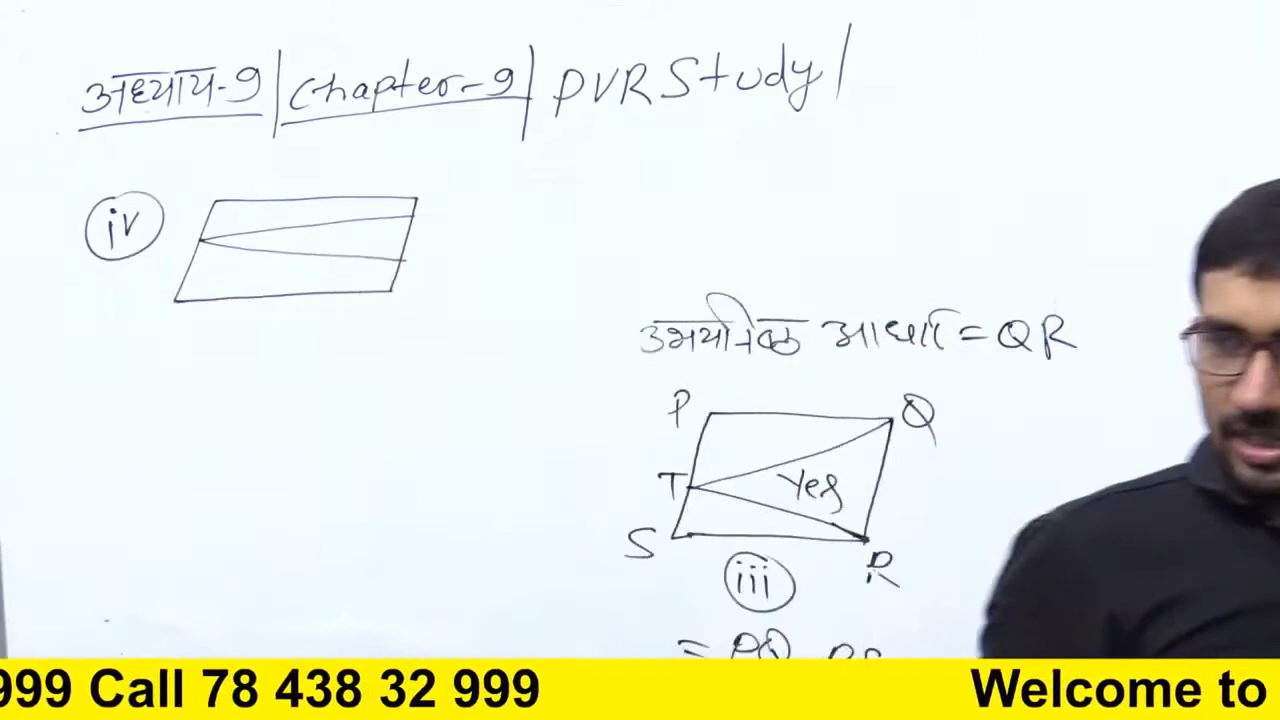 अध्याय-9 | Chapter-9 | PVR Study |
iv
उभयनिष्ठ आधार = QR
P Q
T Yes
S R
iii
= PQ
999 Call 78 438 32 999 Welcome to